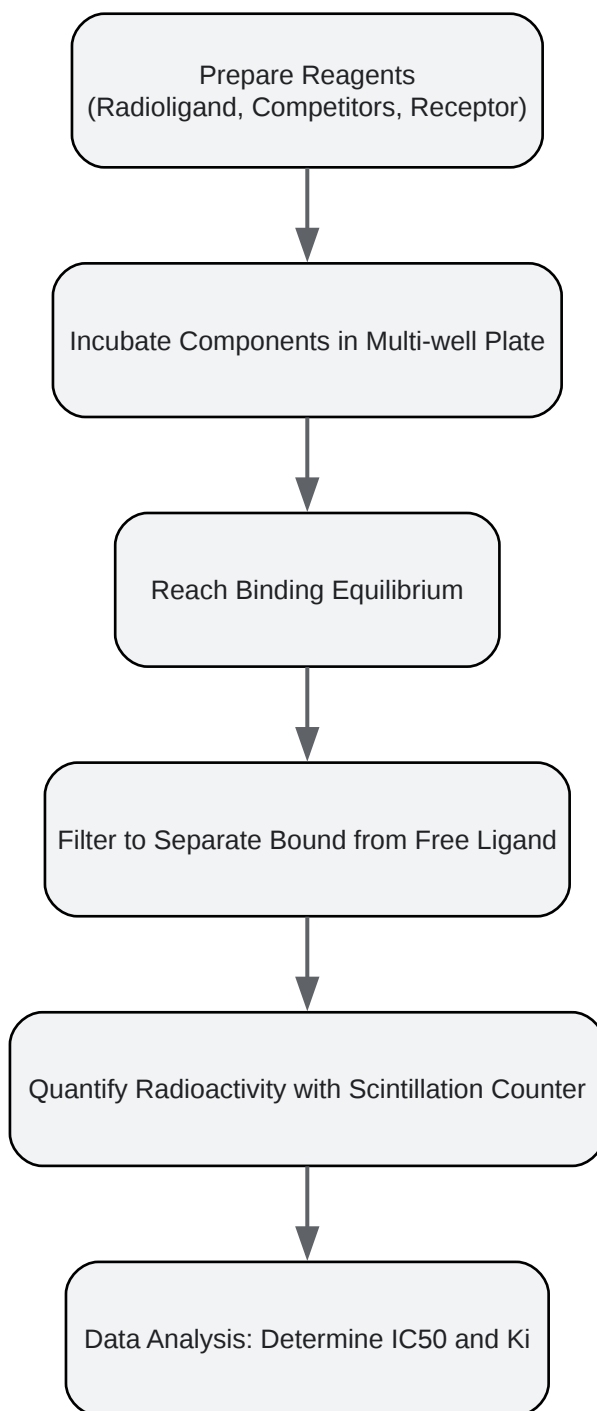 Prepare Reagents
(Radioligand, Competitors, Receptor)
Incubate Components in Multi-well Plate
Reach Binding Equilibrium
Filter to Separate Bound from Free Ligand
Quantify Radioactivity with Scintillation Counter
Data Analysis: Determine IC50 and Ki